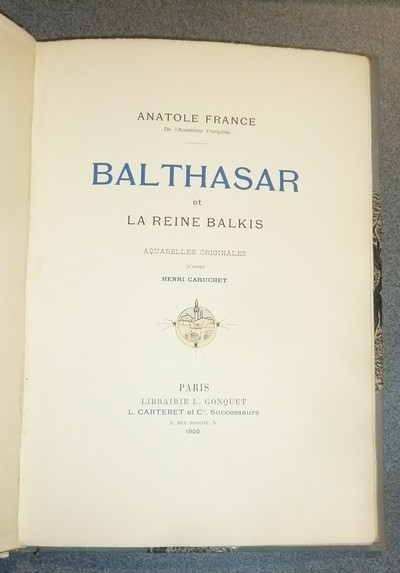 ANATOLE FRANCE
De l'Académie Française
BALTHASAR
et
LA REINE BALKIS
AQUARELLES ORIGINALES
D'APRÈS
HENRI CARUCHET
PARIS
LIBRAIRIE L. CONQUET
L. CARTERET et Cie, Successeurs
5, RUE DROUOT, 5
1900